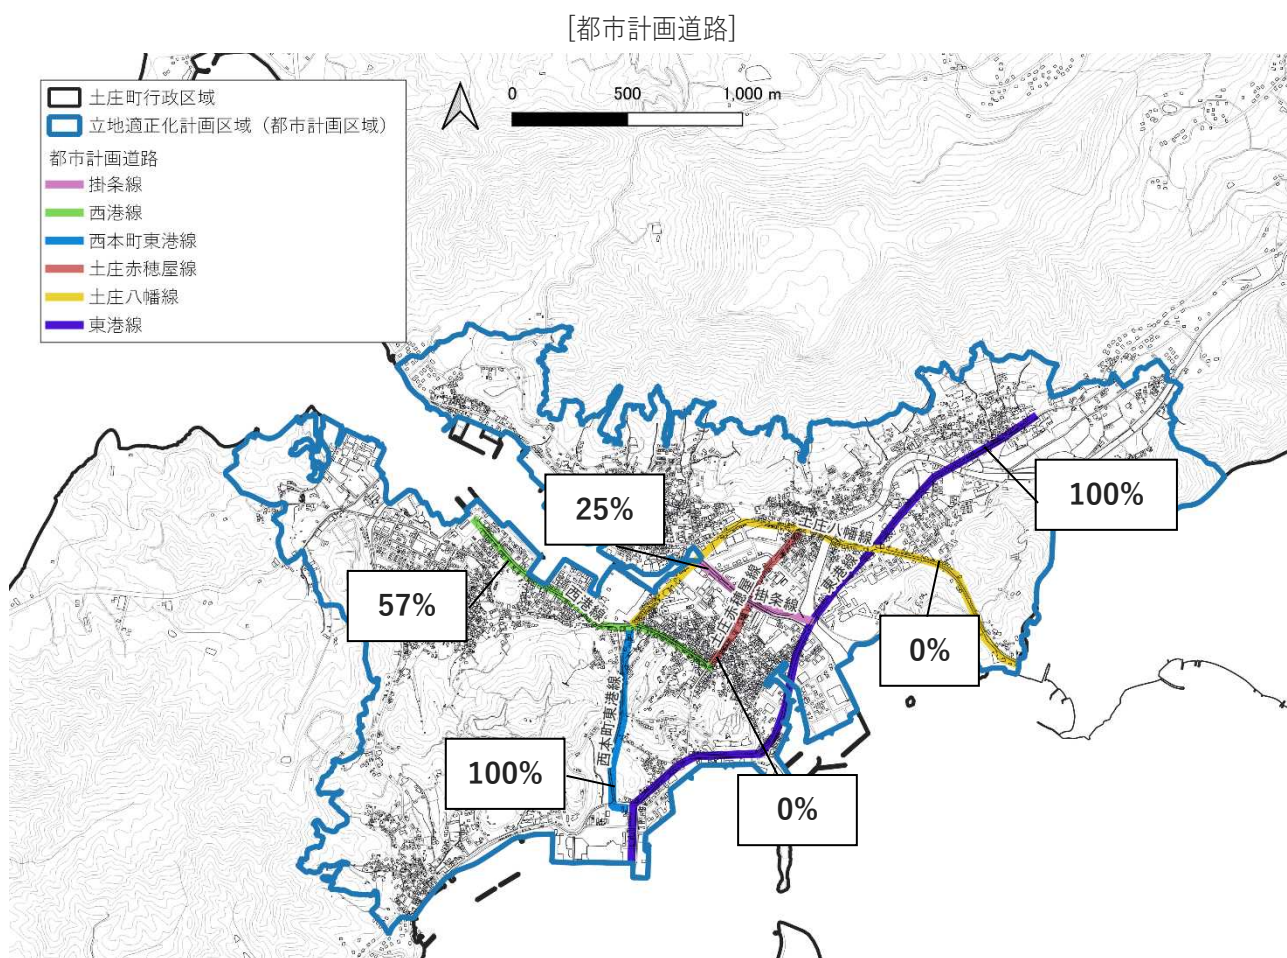 [都市計画道路]
土庄町行政区域
立地適正化計画区域（都市計画区域）
都市計画道路
掛条線
西港線
西本町東港線
土庄赤穂屋線
土庄八幡線
東港線
0 500 1,000 m
100%
25%
土庄八幡線
東港線
57%
西港線
掛条線
土庄赤穂屋線
0%
西本町東港線
100%
0%